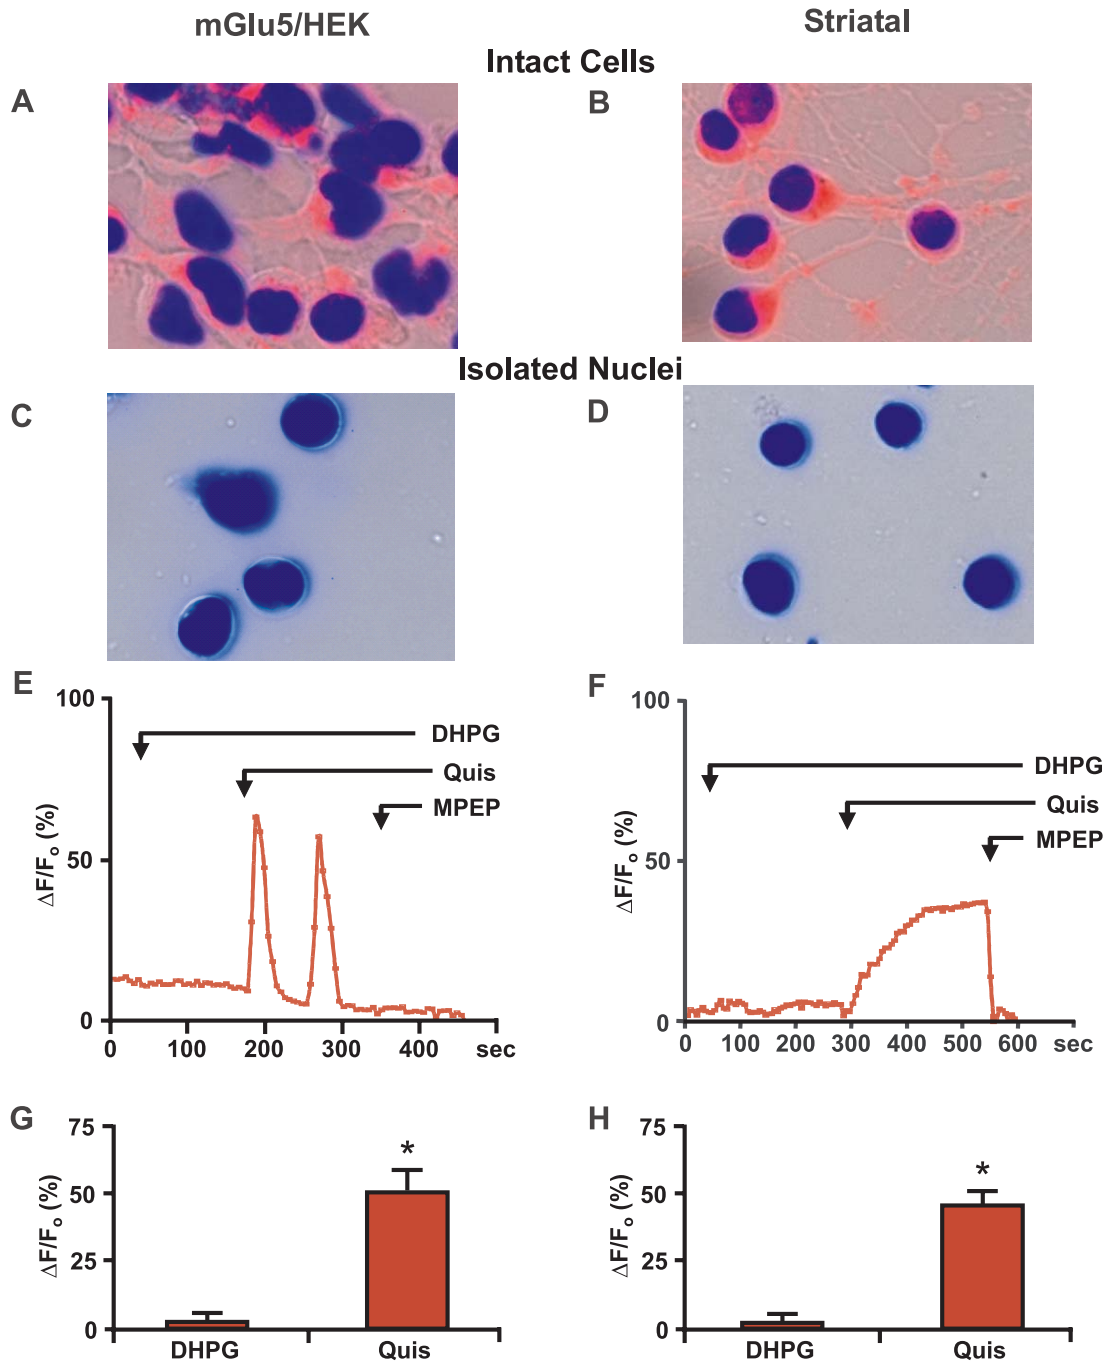 mGlu5/HEK
Striatal
Intact Cells
A
B
Isolated Nuclei
C
D
E
100
50
0
ΔF/Fo (%)
DHPG
Quis
MPEP
0 100 200 300 400 sec
F
100
50
0
ΔF/Fo (%)
DHPG
Quis
MPEP
0 100 200 300 400 500 600 sec
G
75
50
25
0
ΔF/Fo (%)
*
DHPG Quis
H
75
50
25
0
ΔF/Fo (%)
*
DHPG Quis